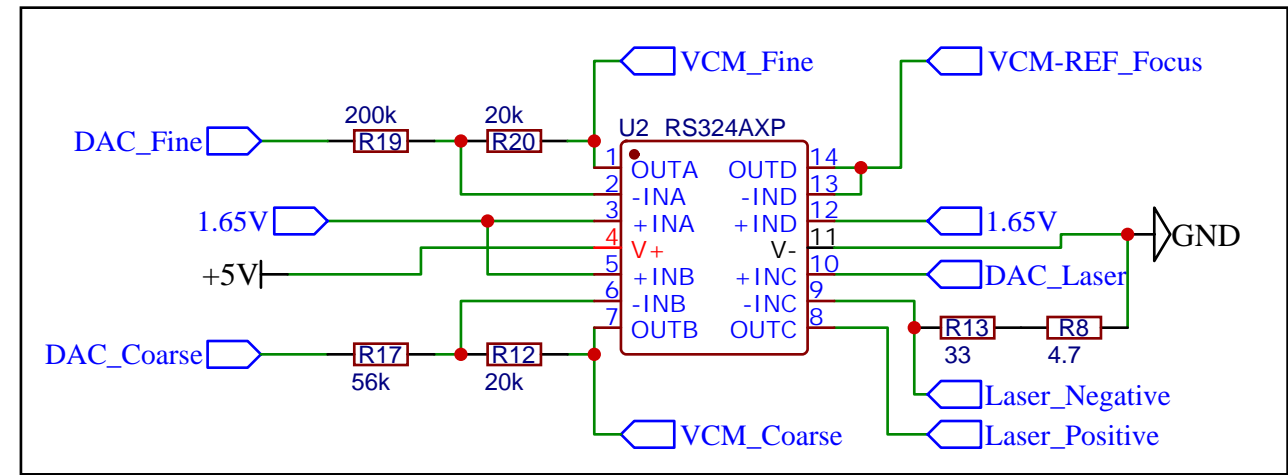 VCM_Fine
VCM-REF_Focus
200k
20k
U2 RS324AXP
DAC_Fine
R19
R20
1
OUTA
OUTD
14
2
-INA
-IND
13
1.65V
3
+INA
+IND
12
1.65V
4
V+
V-
11
GND
+5V
5
+INB
+INC
10
DAC_Laser
6
-INB
-INC
9
7
OUTB
OUTC
8
R13
R8
DAC_Coarse
R17
R12
33
4.7
56k
20k
Laser_Negative
VCM_Coarse
Laser_Positive